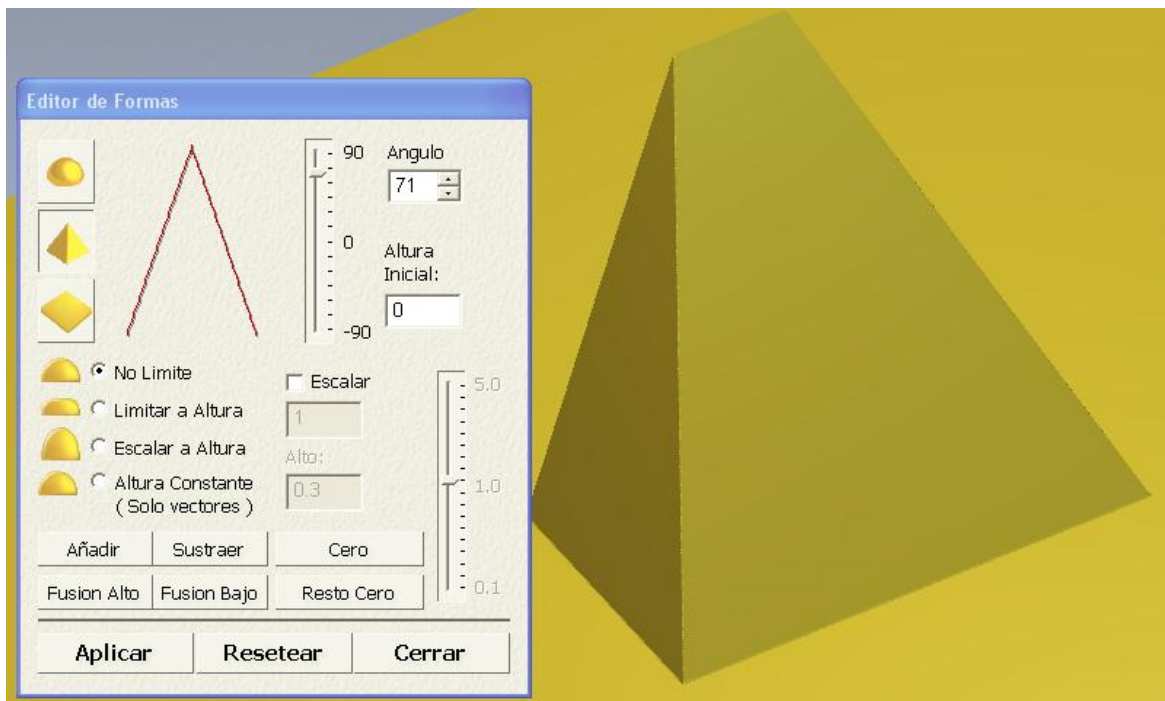 Editor de Formas
90
Angulo
71
0
Altura
Inicial:
0
-90
No Limite
Escalar
5.0
Limitar a Altura
1
Escalar a Altura
Alto:
Altura Constante
( Solo vectores )
0.3
1.0
Añadir
Sustraer
Cero
Fusion Alto
Fusion Bajo
Resto Cero
0.1
Aplicar
Resetear
Cerrar